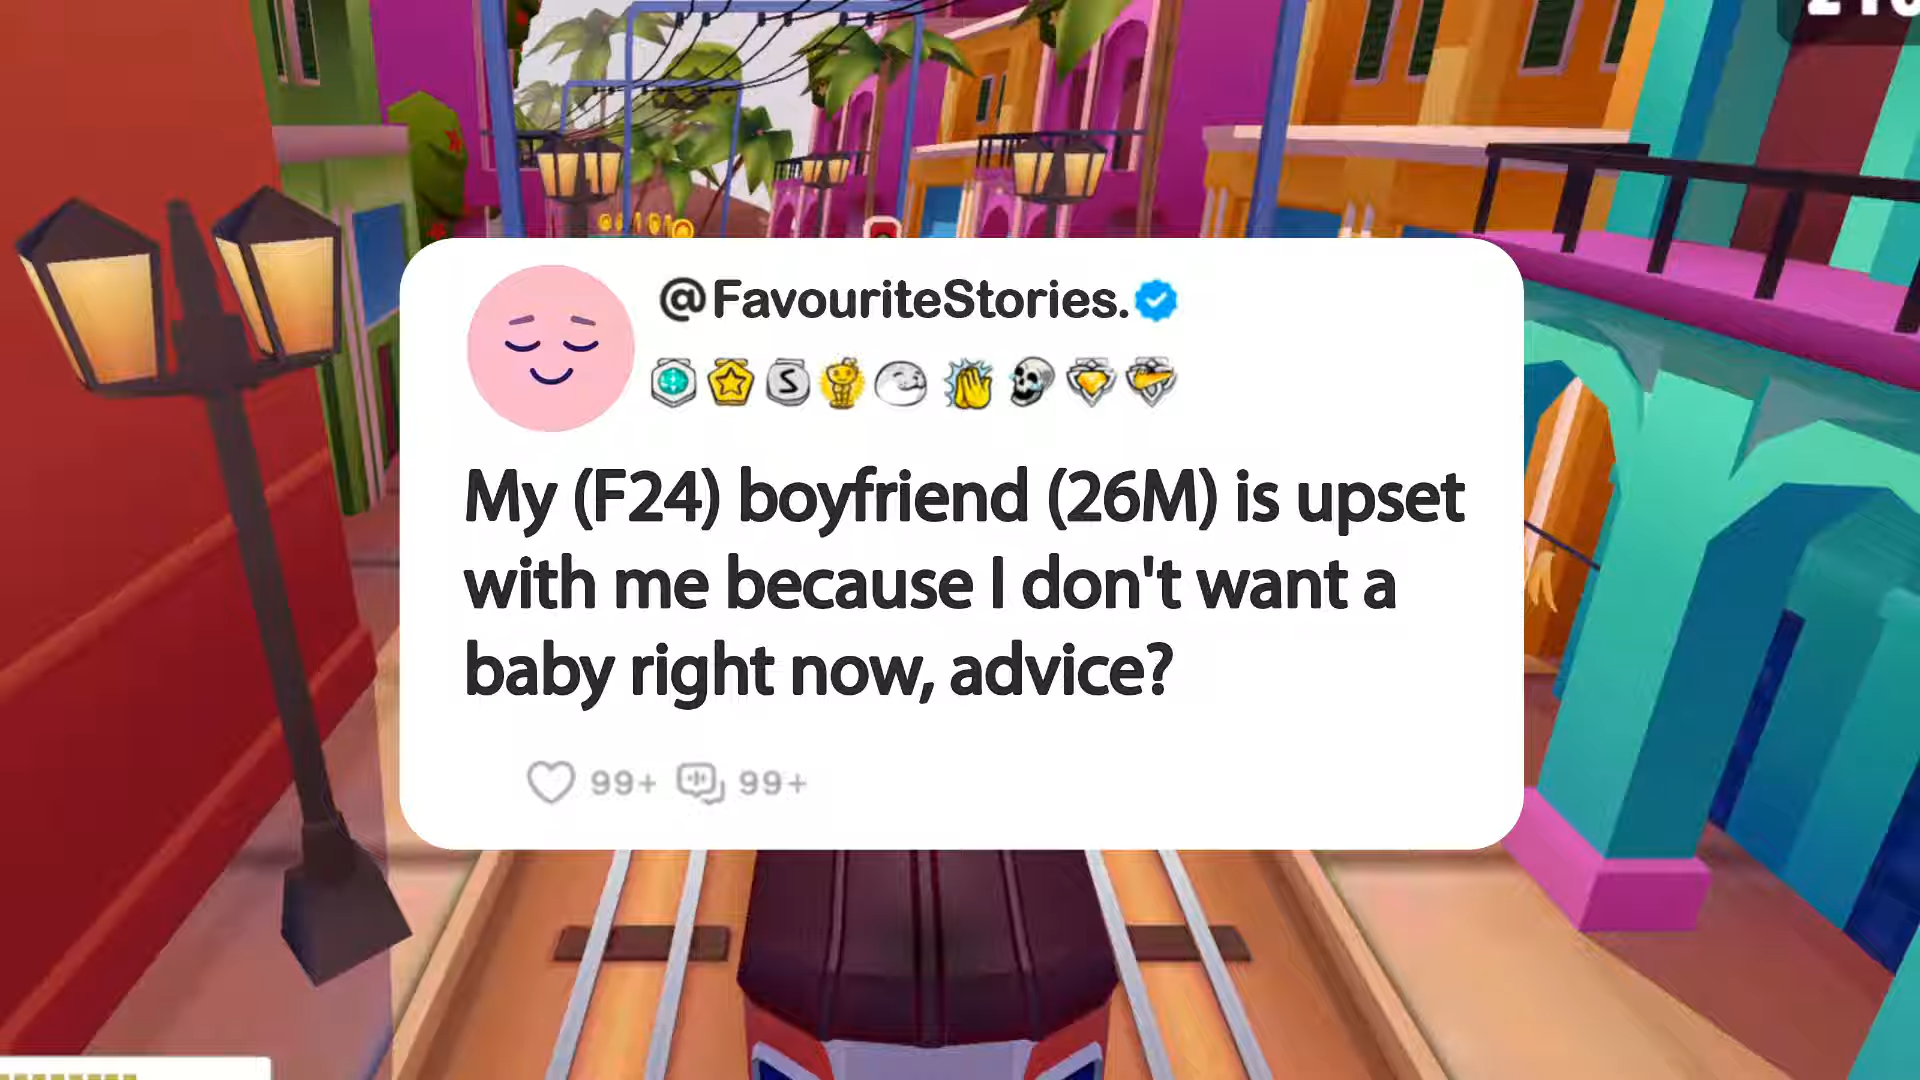 @FavouriteStories.
My (F24) boyfriend (26M) is upset
with me because I don't want a
baby right now, advice?
99+ 99+